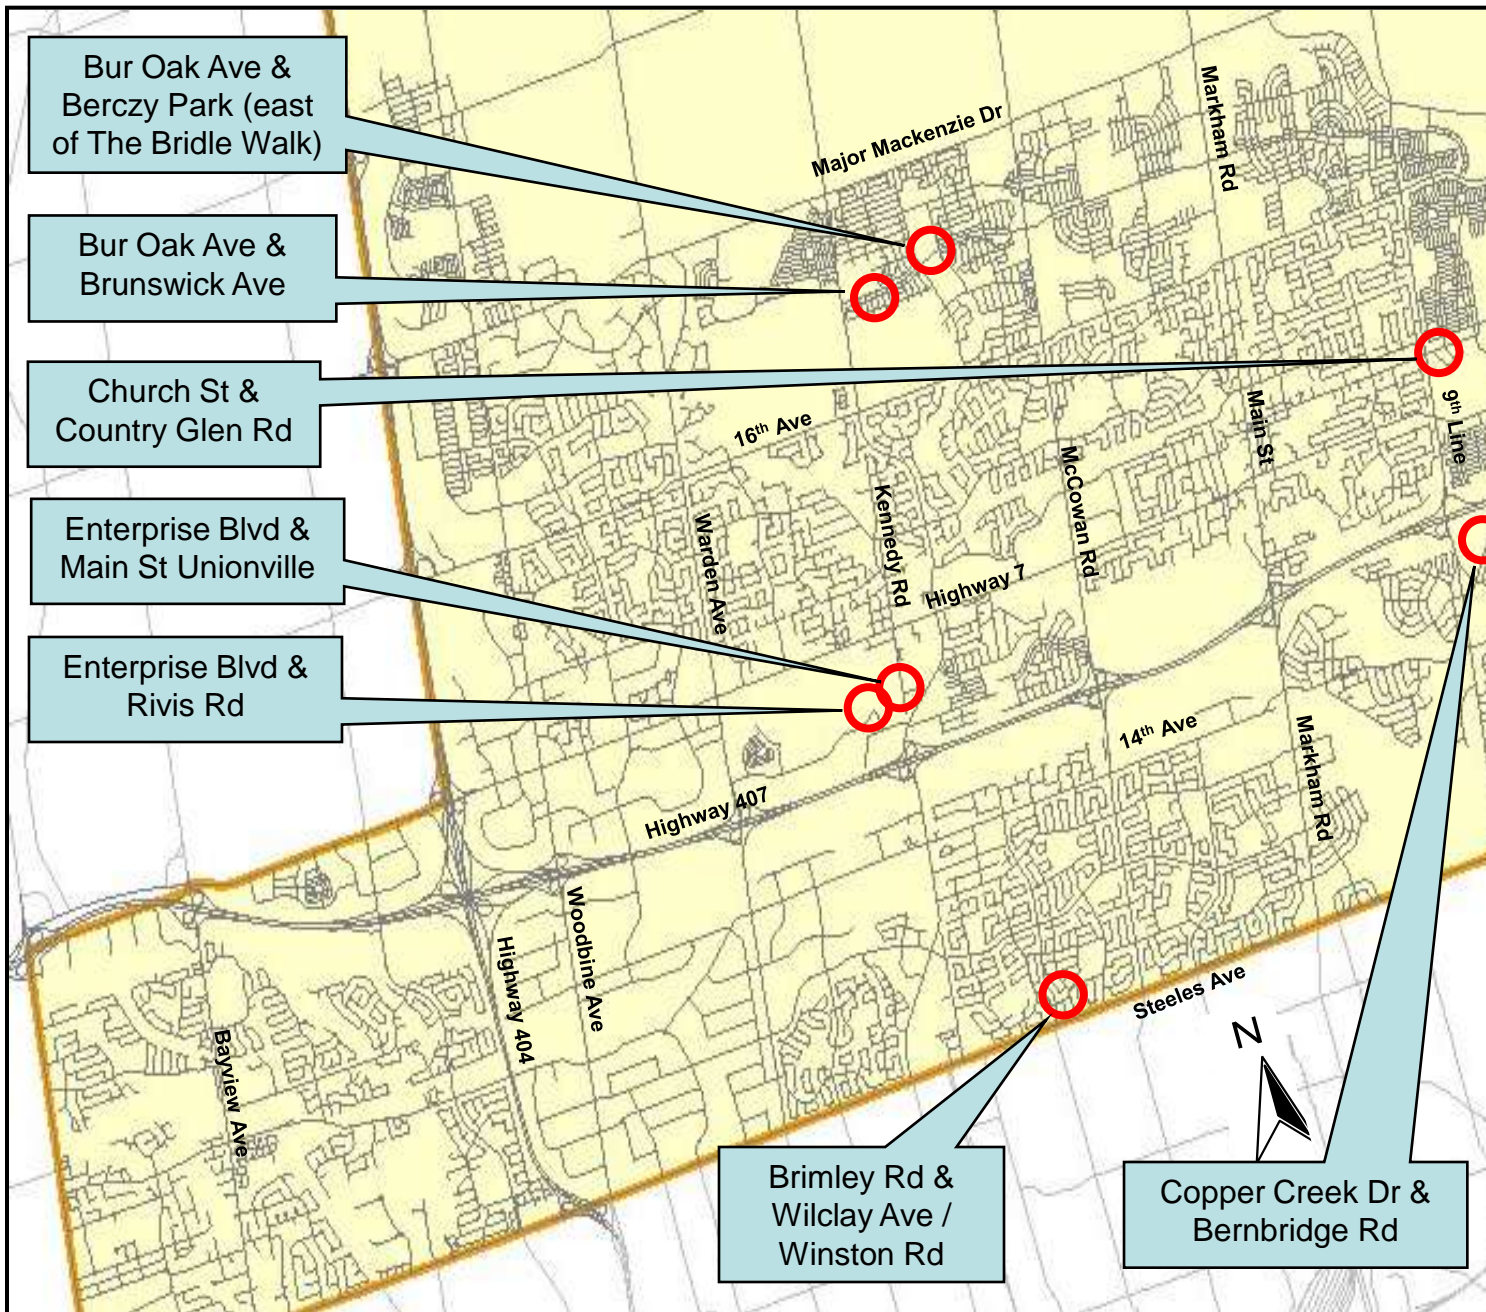 Bur Oak Ave &
Berczy Park (east
of The Bridle Walk)
Bur Oak Ave &
Brunswick Ave
Church St &
Country Glen Rd
Enterprise Blvd &
Main St Unionville
Enterprise Blvd &
Rivis Rd
Major Mackenzie Dr
Markham Rd
16th Ave
Main St
9th Line
Kennedy Rd
McCowan Rd
Warden Ave
Highway 7
14th Ave
Markham Rd
Highway 407
Woodbine Ave
Highway 404
Bayview Ave
Steeles Ave
N
Brimley Rd &
Wilclay Ave /
Winston Rd
Copper Creek Dr &
Bernbridge Rd